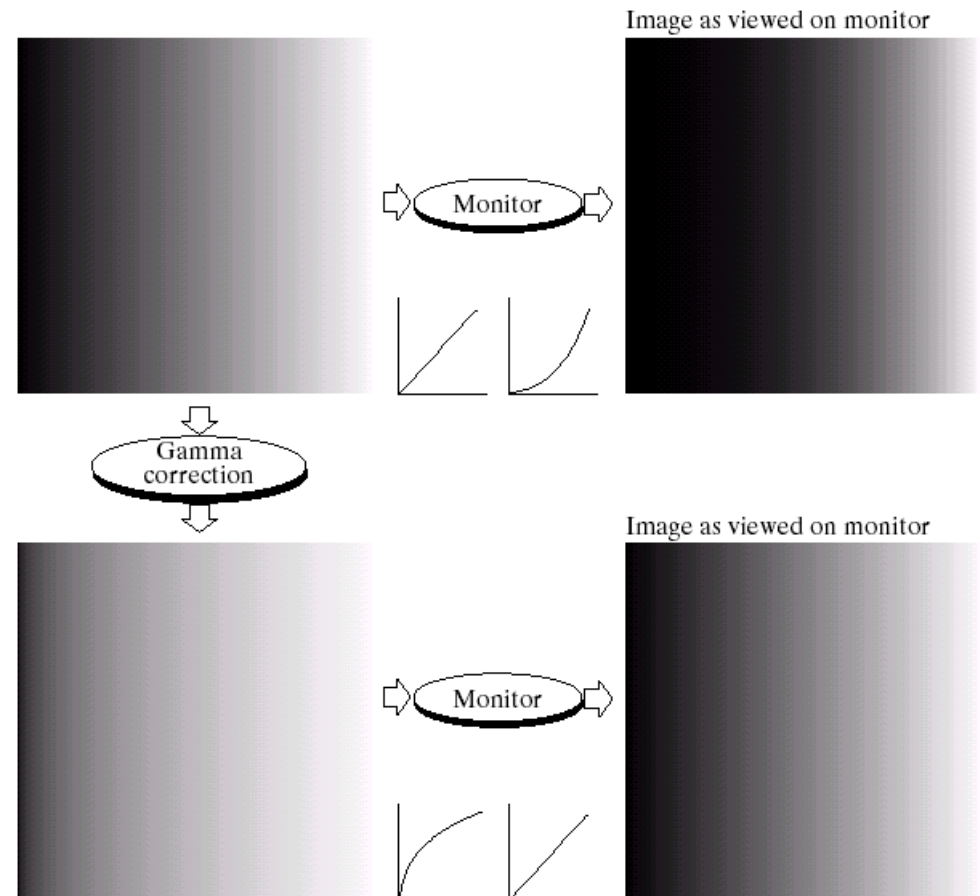 Image as viewed on monitor
Monitor
Gamma
correction
Image as viewed on monitor
Monitor